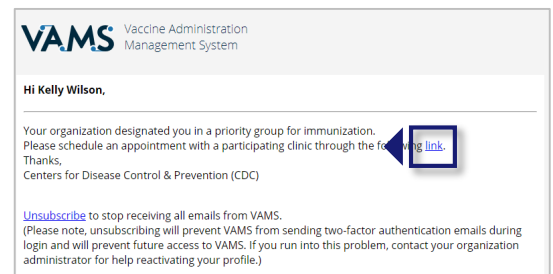 VAMS Vaccine Administration
Management System
Hi Kelly Wilson,
Your organization designated you in a priority group for immunization.
Please schedule an appointment with a participating clinic through the link.
Thanks,
Centers for Disease Control & Prevention (CDC)
Unsubscribe to stop receiving all emails from VAMS.
(Please note, unsubscribing will prevent VAMS from sending two-factor authentication emails during
login and will prevent future access to VAMS. If you run into this problem, contact your organization
administrator for help reactivating your profile.)